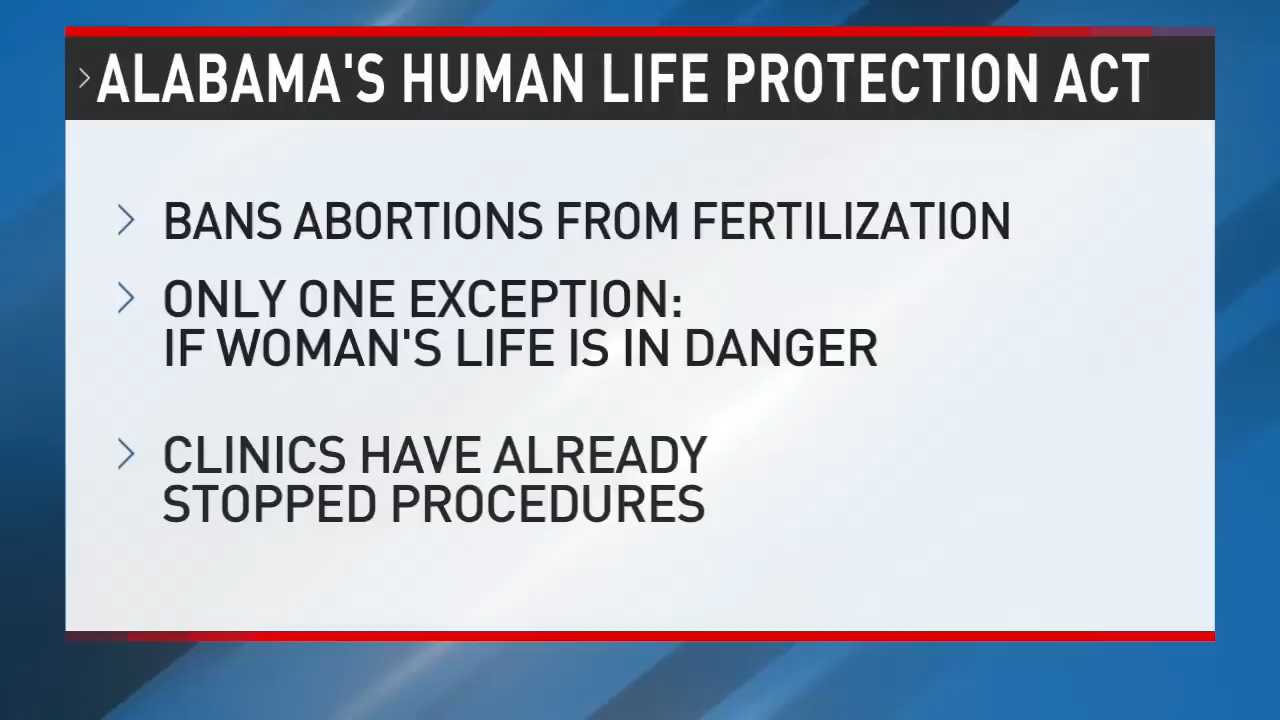 ALABAMA'S HUMAN LIFE PROTECTION ACT
BANS ABORTIONS FROM FERTILIZATION
ONLY ONE EXCEPTION:
IF WOMAN'S LIFE IS IN DANGER
CLINICS HAVE ALREADY
STOPPED PROCEDURES